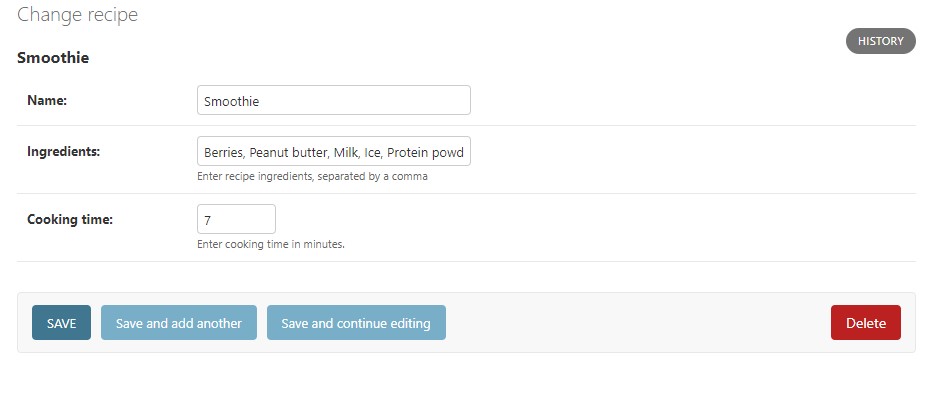 Change recipe
HISTORY
Smoothie
Name: Smoothie
Ingredients: Berries, Peanut butter, Milk, Ice, Protein powd
Enter recipe ingredients, separated by a comma
Cooking time: 7
Enter cooking time in minutes.
SAVE Save and add another Save and continue editing Delete